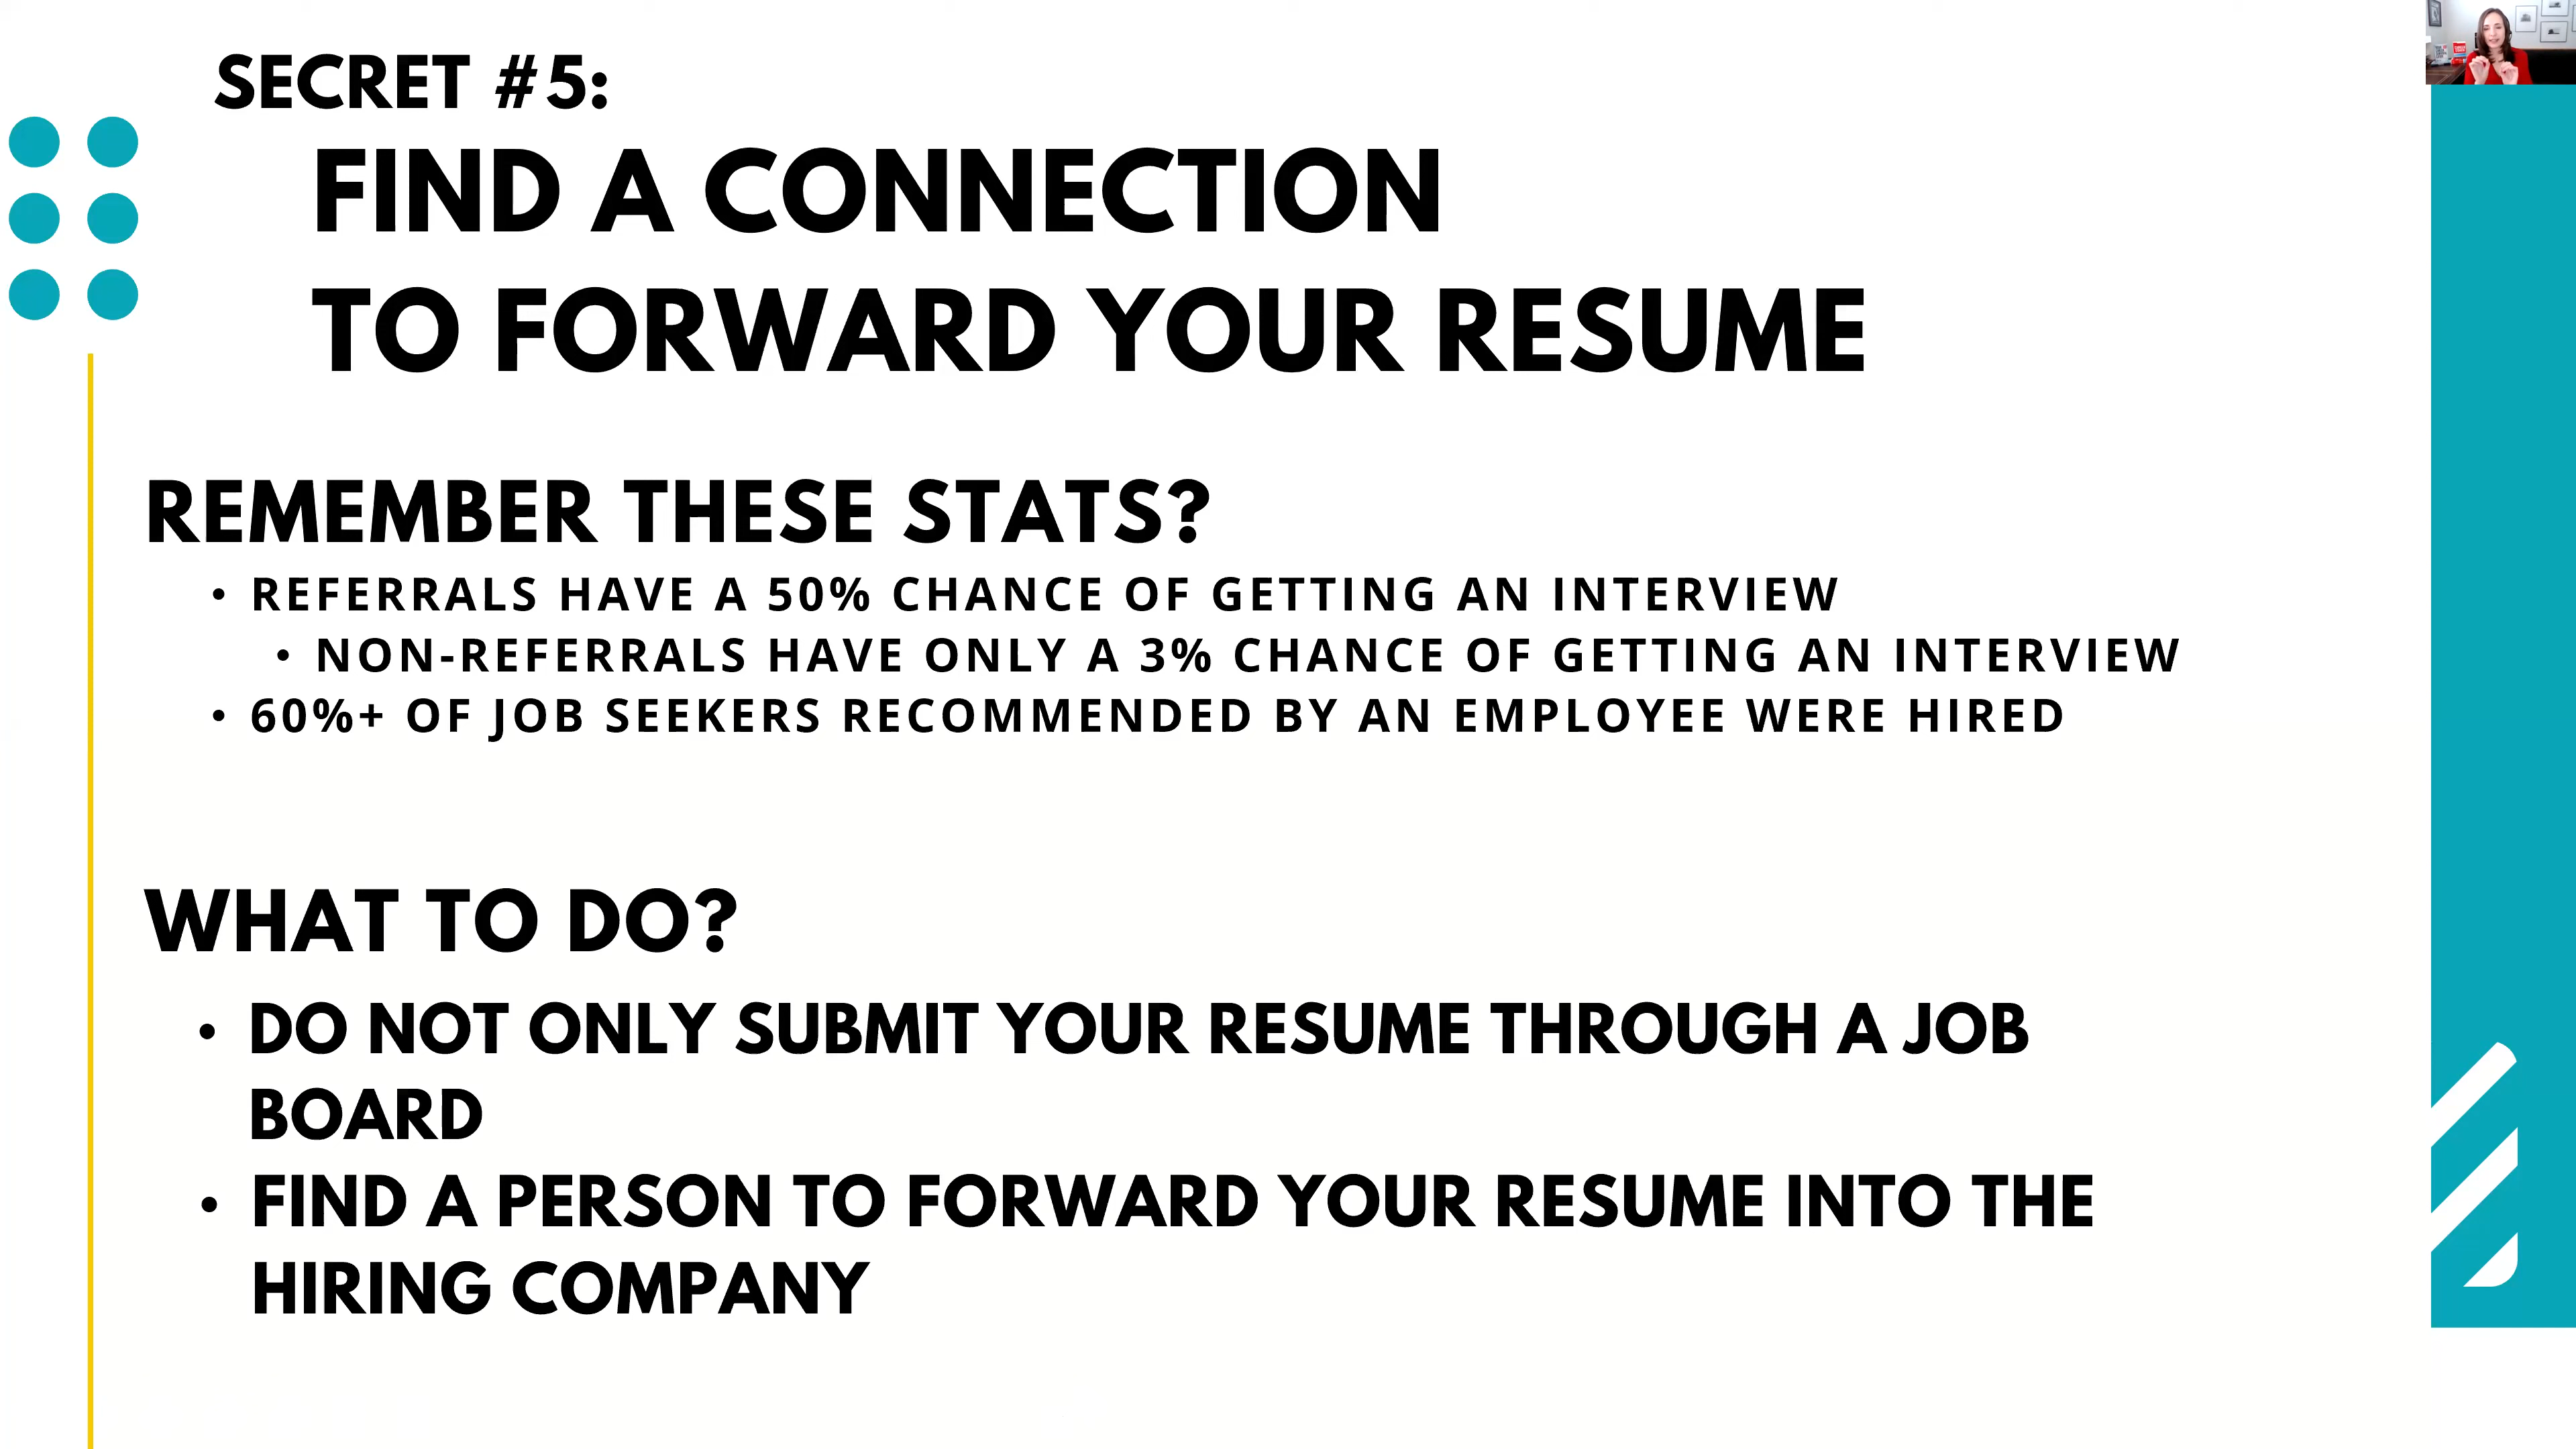 SECRET #5:
FIND A CONNECTION
TO FORWARD YOUR RESUME
REMEMBER THESE STATS?
• REFERRALS HAVE A 50% CHANCE OF GETTING AN INTERVIEW
• NON-REFERRALS HAVE ONLY A 3% CHANCE OF GETTING AN INTERVIEW
• 60%+ OF JOB SEEKERS RECOMMENDED BY AN EMPLOYEE WERE HIRED
WHAT TO DO?
• DO NOT ONLY SUBMIT YOUR RESUME THROUGH A JOB
BOARD
• FIND A PERSON TO FORWARD YOUR RESUME INTO THE
HIRING COMPANY